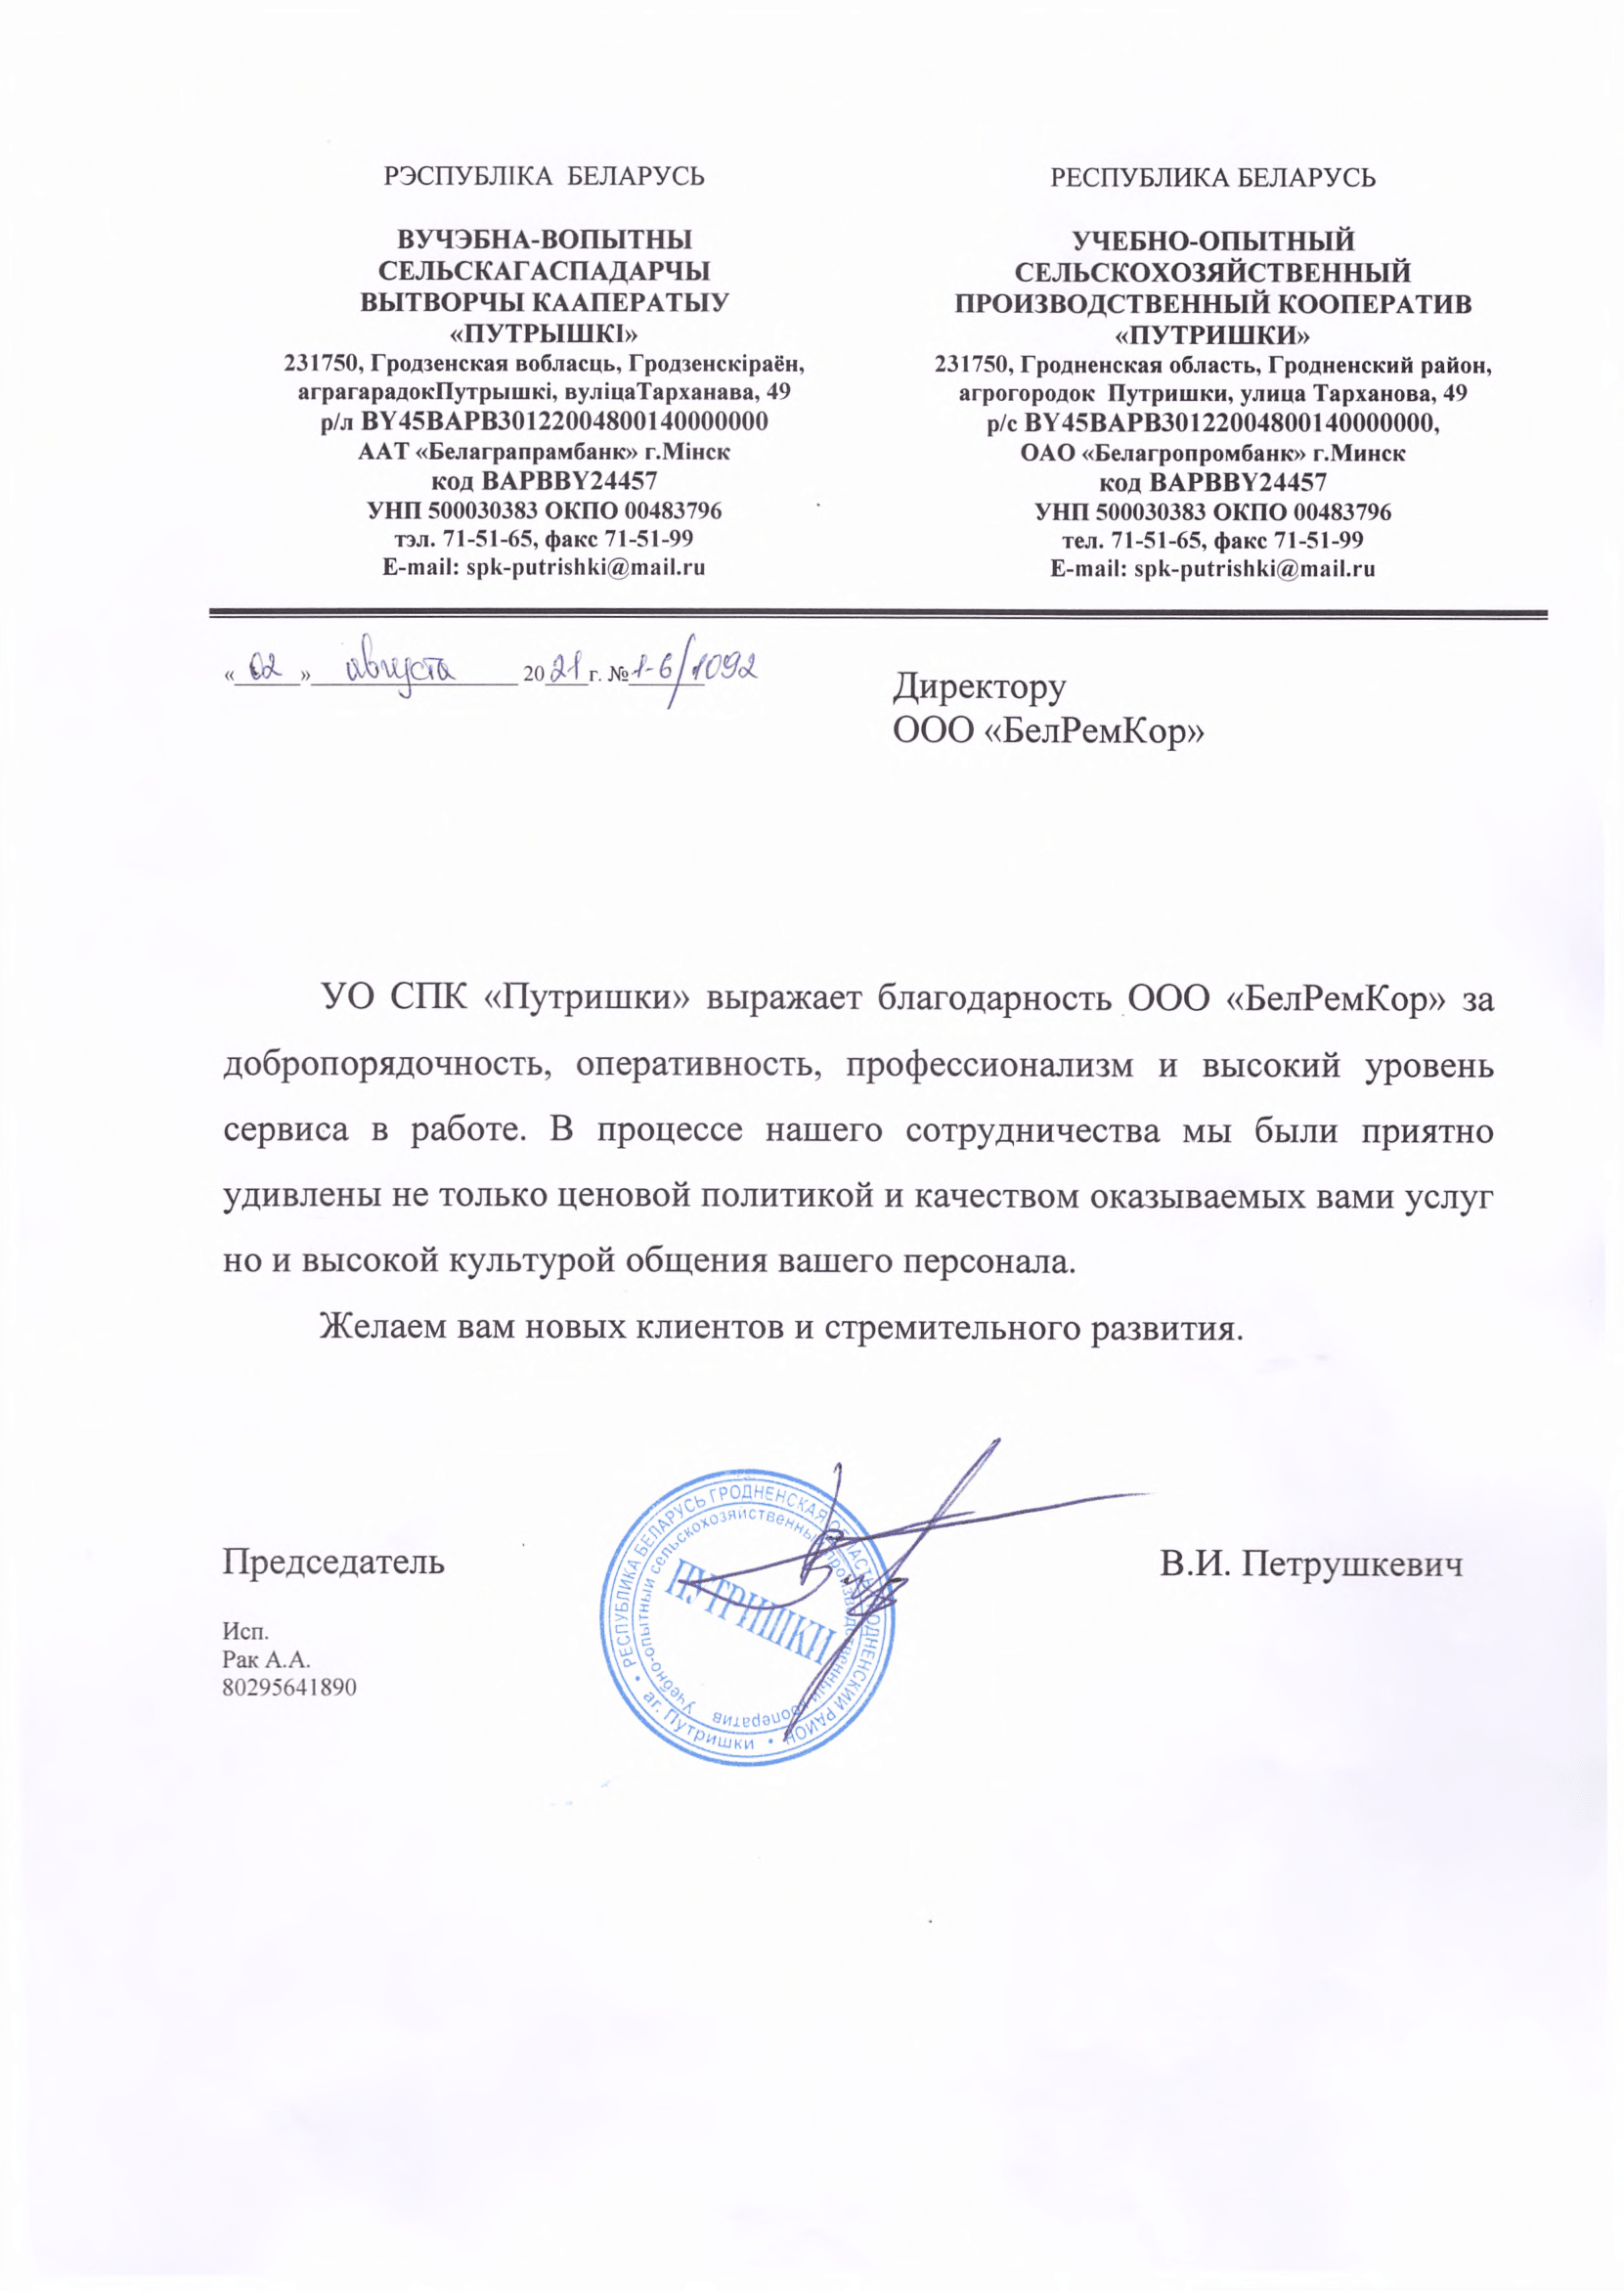 РЭСПУБЛІКА БЕЛАРУСЬ
ВУЧЭБНА-ВОПЫТНЫ
СЕЛЬСКАГАСПАДАРЧЫ
ВЫТВОРЧЫ КААПЕРАТЫУ
«ПУТРЫШКІ»
231750, Гродзенская вобласць, Гродзенскіраён,
аграгарадокПутрышкі, вуліцаТарханава, 49
р/л BY45BAPB30122004800140000000
ААТ «Белаграпрамбанк» г.Мінск
код BAPBBY24457
УНП 500030383 ОКПО 00483796
тэл. 71-51-65, факс 71-51-99
E-mail: spk-putrishki@mail.ru
РЕСПУБЛИКА БЕЛАРУСЬ
УЧЕБНО-ОПЫТНЫЙ
СЕЛЬСКОХОЗЯЙСТВЕННЫЙ
ПРОИЗВОДСТВЕННЫЙ КООПЕРАТИВ
«ПУТРИШКИ»
231750, Гродненская область, Гродненский район,
агрогородок Путришки, улица Тарханова, 49
р/с BY45BAPB30122004800140000000,
ОАО «Белагропромбанк» г.Минск
код BAPBBY24457
УНП 500030383 ОКПО 00483796
тел. 71-51-65, факс 71-51-99
E-mail: spk-putrishki@mail.ru
«02» августа 2021г. №1-6/1092
Директору
ООО «БелРемКор»
УО СПК «Путришки» выражает благодарность ООО «БелРемКор» за
добропорядочность, оперативность, профессионализм и высокий уровень
сервиса в работе. В процессе нашего сотрудничества мы были приятно
удивлены не только ценовой политикой и качеством оказываемых вами услуг
но и высокой культурой общения вашего персонала.
Желаем вам новых клиентов и стремительного развития.
Председатель
В.И. Петрушкевич
РЕСПУБЛИКА БЕЛАРУСЬ ГРОДНЕНСКАЯ ОБЛАСТЬ ГРОДНЕНСКИЙ РАЙОН • аг. Путришки •
Учебно-опытный сельскохозяйственный производственный кооператив
ПУТРИШКИ
Исп.
Рак А.А.
80295641890